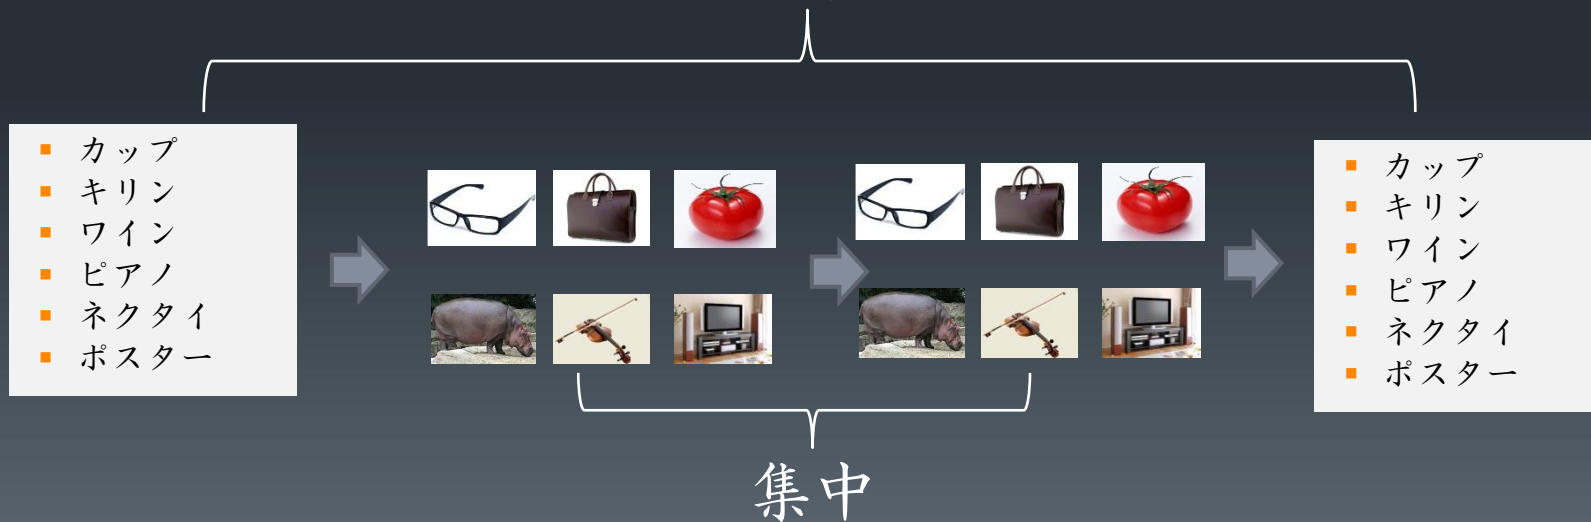 カップ
キリン
ワイン
ピアノ
ネクタイ
ポスター
カップ
キリン
ワイン
ピアノ
ネクタイ
ポスター
集中